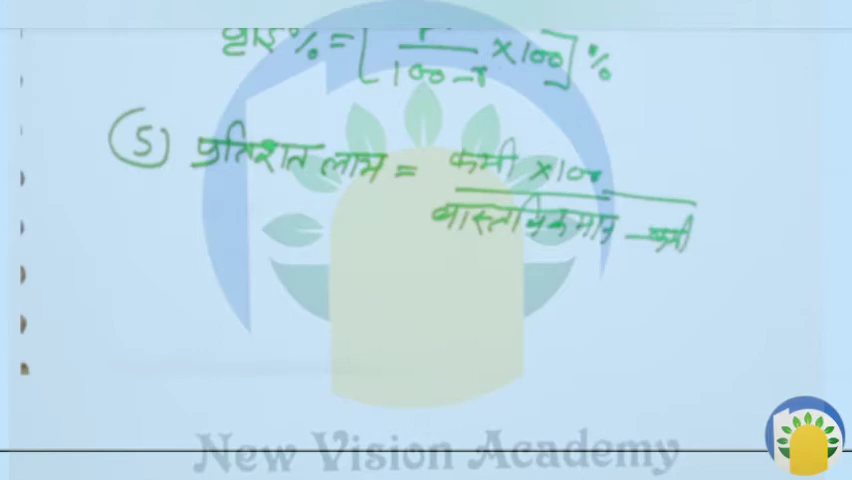 वृद्धि % = [ r / 100 - r × 100 ] %
(5) प्रतिशत लाभ = कमी × 100 / वास्तविक मान - कमी
New Vision Academy